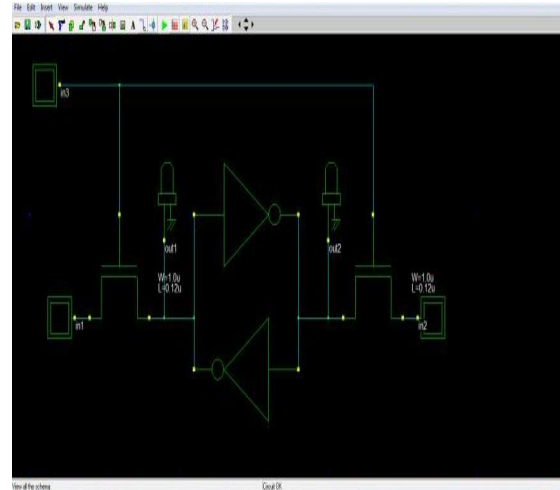 File Edit Insert View Simulate Help
in3
out1
out2
W=1.0u
L=0.12u
W=1.0u
L=0.12u
in1
in2
View all the schema
Circuit OK